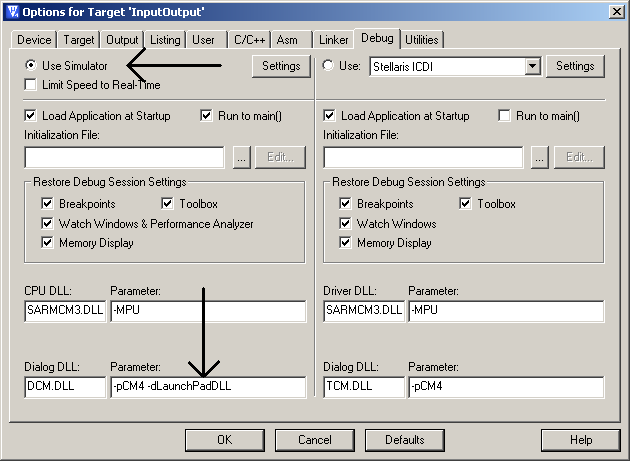 Options for Target 'InputOutput'
Device Target Output Listing User C/C++ Asm Linker Debug Utilities
Use Simulator Settings
Limit Speed to Real-Time
Load Application at Startup Run to main()
Initialization File:
... Edit...
Restore Debug Session Settings
Breakpoints Toolbox
Watch Windows & Performance Analyzer
Memory Display
CPU DLL: Parameter:
SARMCM3.DLL -MPU
Dialog DLL: Parameter:
DCM.DLL -pCM4 -dLaunchPadDLL
Use: Stellaris ICDI Settings
Load Application at Startup Run to main()
Initialization File:
... Edit...
Restore Debug Session Settings
Breakpoints Toolbox
Watch Windows
Memory Display
Driver DLL: Parameter:
SARMCM3.DLL -MPU
Dialog DLL: Parameter:
TCM.DLL -pCM4
OK Cancel Defaults Help